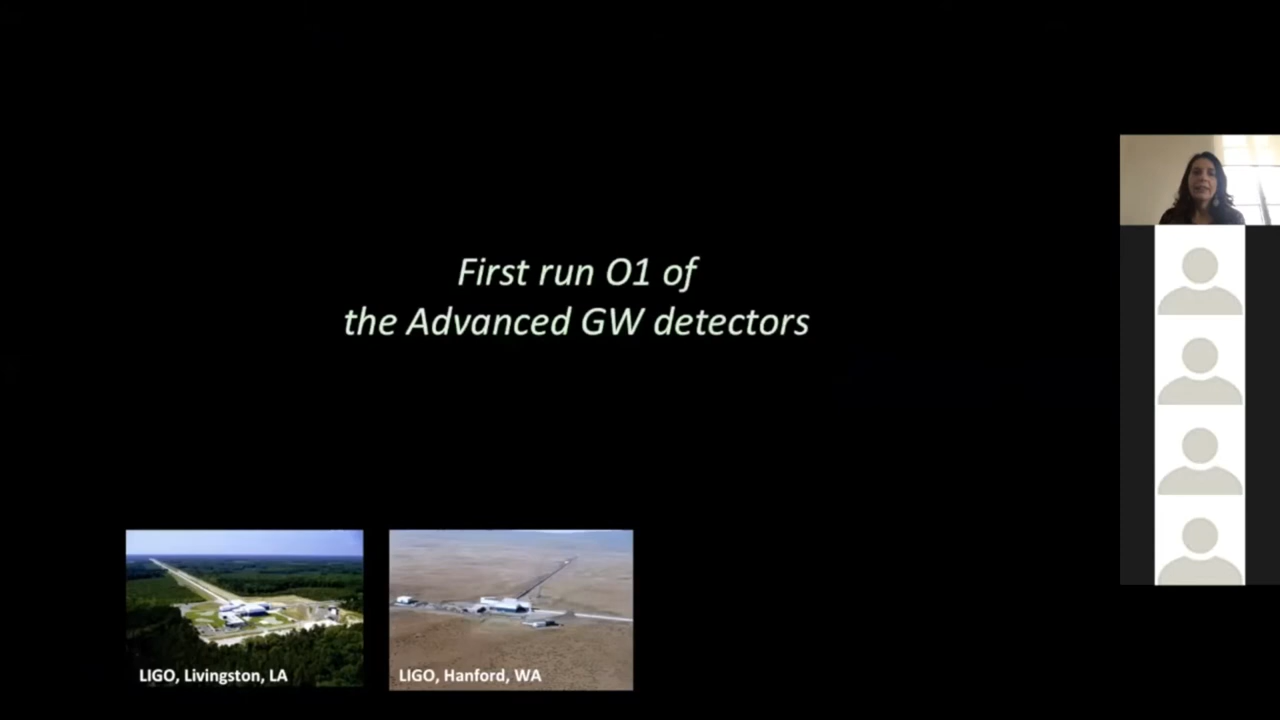 First run O1 of
the Advanced GW detectors
LIGO, Livingston, LA
LIGO, Hanford, WA